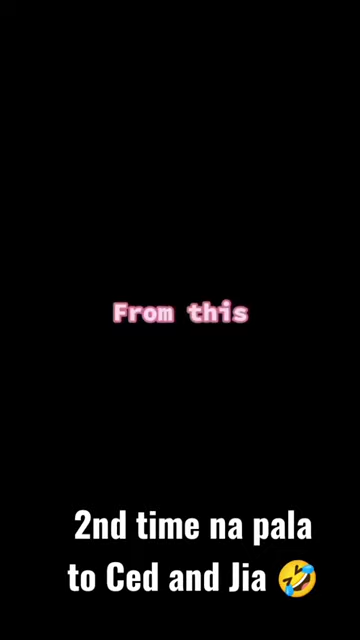 From this
2nd time na pala
to Ced and Jia 🤣